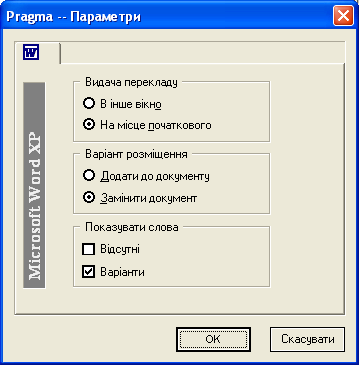 Pragma -- Параметри
W
Microsoft Word XP
Видача перекладу
В інше вікно
На місце початкового
Варіант розміщення
Додати до документу
Замінити документ
Показувати слова
Відсутні
Варіанти
OK
Скасувати